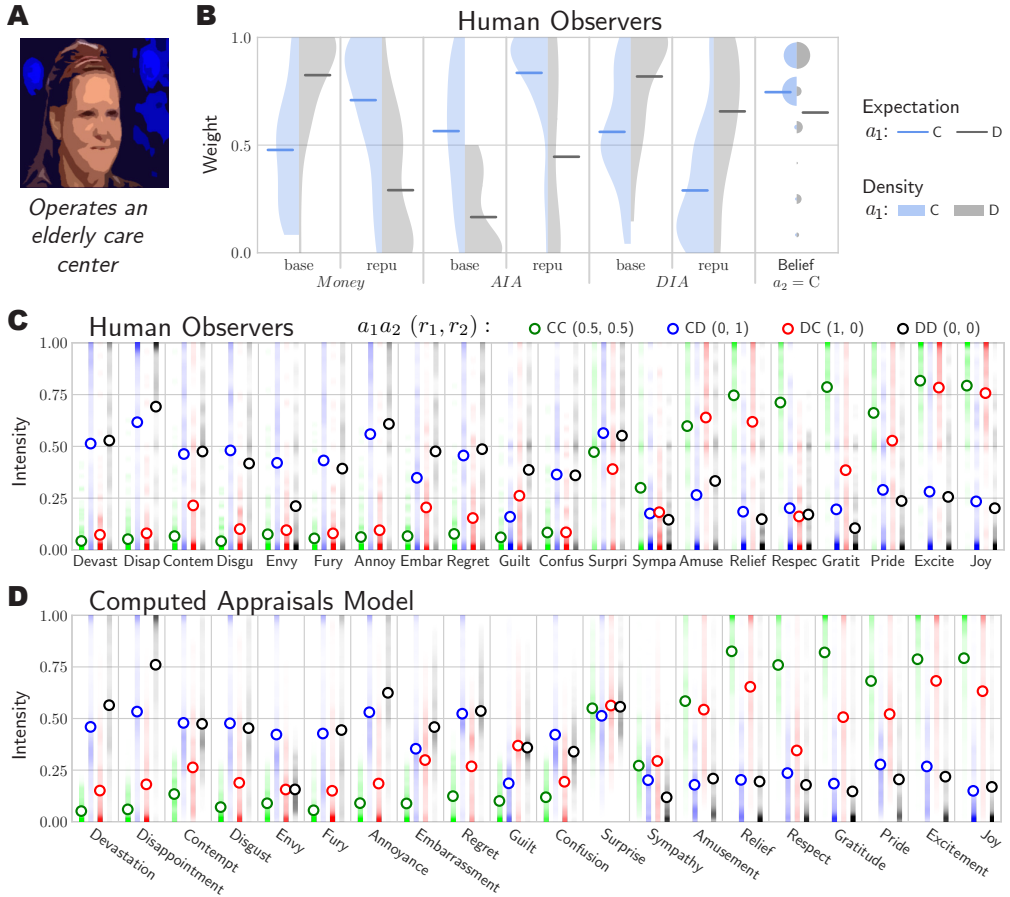 A
Operates an
elderly care
center
B
Human Observers
Weight
1.0
0.5
0.0
base
repu
base
repu
base
repu
Belief
Money
AIA
DIA
a₂ = C
Expectation
a₁: C D
Density
a₁: C D
C
Human Observers
a₁a₂ (r₁, r₂) :
CC (0.5, 0.5)
CD (0, 1)
DC (1, 0)
DD (0, 0)
Intensity
1.00
0.75
0.50
0.25
0.00
Devast Disap Contem Disgu Envy Fury Annoy Embar Regret Guilt Confus Surpri Sympa Amuse Relief Respec Gratit Pride Excite Joy
D
Computed Appraisals Model
Intensity
1.00
0.75
0.50
0.25
0.00
Devastation
Disappointment
Contempt
Disgust
Envy
Fury
Annoyance
Embarrassment
Regret
Guilt
Confusion
Surprise
Sympathy
Amusement
Relief
Respect
Gratitude
Pride
Excitement
Joy